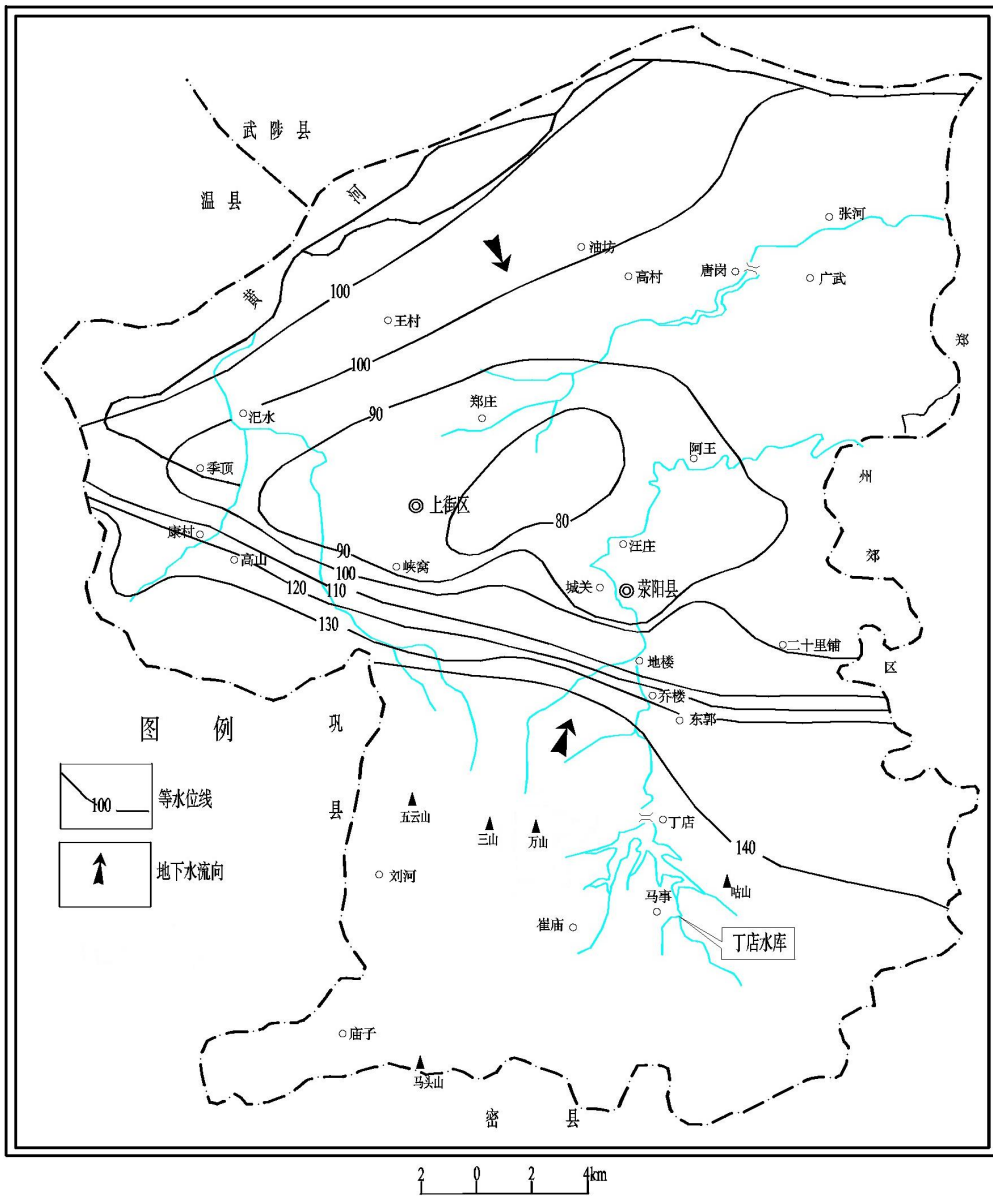 武陟县
温县
黄
河
张河
油坊
唐岗
高村
广武
100
王村
100
郑
90
汜水
郑庄
阿王
季顶
州
上街区
80
康村
汪庄
90
高山
峡窝
100
城关
荥阳县
郊
110
120
130
二十里铺
地楼
区
乔楼
东郭
图例
巩
县
100
等水位线
五云山
三山
万山
丁店
140
地下水流向
刘河
咕山
马事
崔庙
丁店水库
庙子
马头山
密县
2 0 2 4km